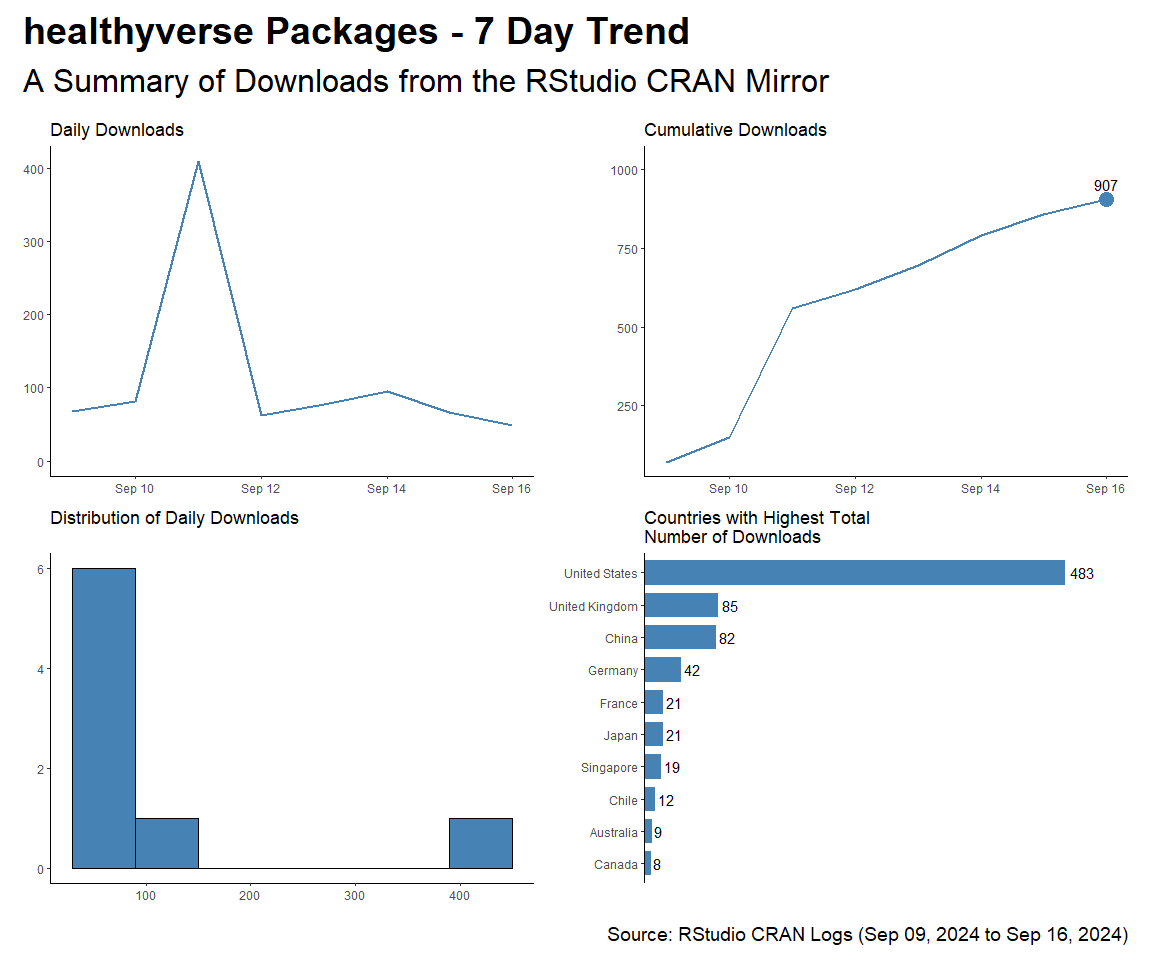 healthyverse Packages - 7 Day Trend
A Summary of Downloads from the RStudio CRAN Mirror
Daily Downloads
400
300
200
100
0
Sep 10 Sep 12 Sep 14 Sep 16
Cumulative Downloads
1000
750
500
250
907
Sep 10 Sep 12 Sep 14 Sep 16
Distribution of Daily Downloads
6
4
2
0
100 200 300 400
Countries with Highest Total
Number of Downloads
United States 483
United Kingdom 85
China 82
Germany 42
France 21
Japan 21
Singapore 19
Chile 12
Australia 9
Canada 8
Source: RStudio CRAN Logs (Sep 09, 2024 to Sep 16, 2024)